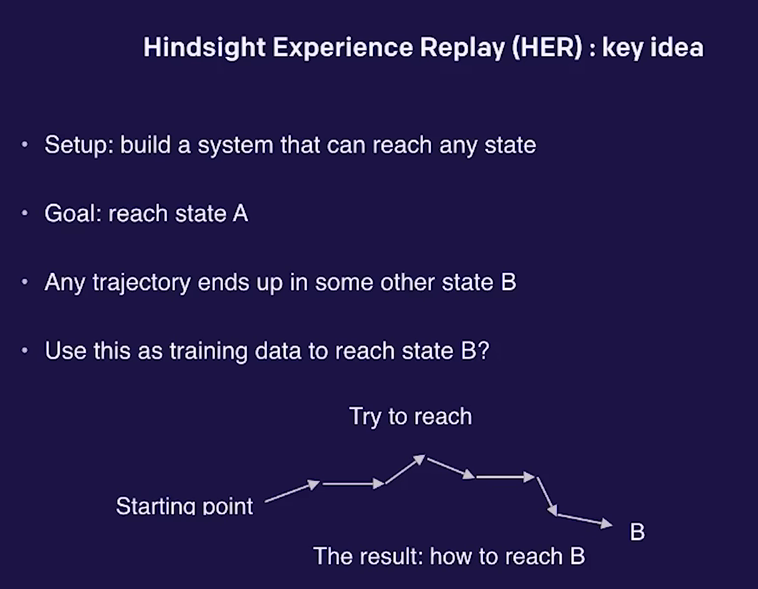 Hindsight Experience Replay (HER) : key idea
• Setup: build a system that can reach any state
• Goal: reach state A
• Any trajectory ends up in some other state B
• Use this as training data to reach state B?
Try to reach
Starting point
B
The result: how to reach B